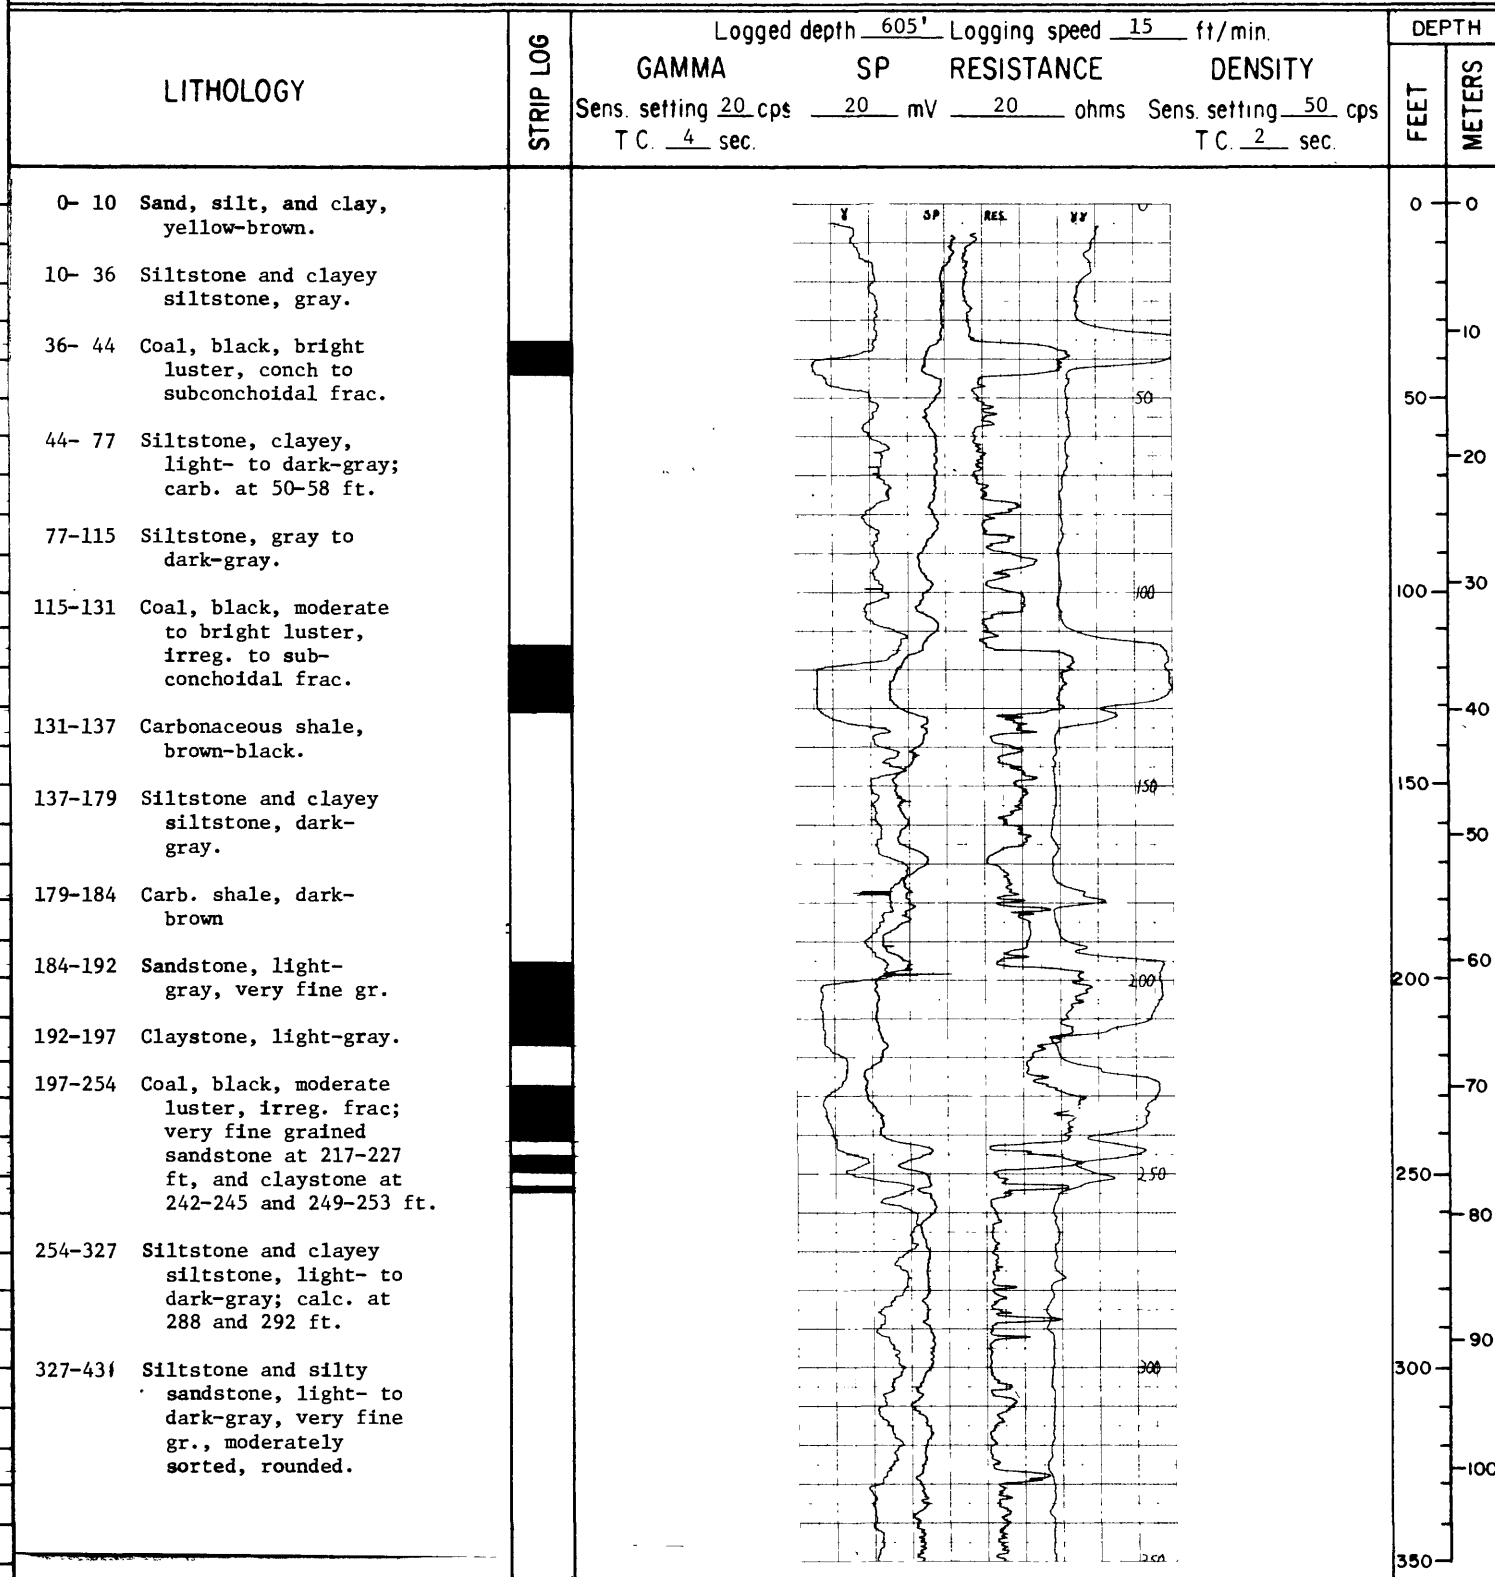 Logged depth 605' Logging speed 15 ft/min.
DEPTH
LITHOLOGY
STRIP LOG
GAMMA SP RESISTANCE DENSITY
Sens. setting 20 cps 20 mV 20 ohms Sens. setting 50 cps
T C. 4 sec. T C. 2 sec.
FEET
METERS
0- 10 Sand, silt, and clay,
yellow-brown.
10- 36 Siltstone and clayey
siltstone, gray.
36- 44 Coal, black, bright
luster, conch to
subconchoidal frac.
44- 77 Siltstone, clayey,
light- to dark-gray;
carb. at 50-58 ft.
77-115 Siltstone, gray to
dark-gray.
115-131 Coal, black, moderate
to bright luster,
irreg. to sub-
conchoidal frac.
131-137 Carbonaceous shale,
brown-black.
137-179 Siltstone and clayey
siltstone, dark-
gray.
179-184 Carb. shale, dark-
brown
184-192 Sandstone, light-
gray, very fine gr.
192-197 Claystone, light-gray.
197-254 Coal, black, moderate
luster, irreg. frac;
very fine grained
sandstone at 217-227
ft, and claystone at
242-245 and 249-253 ft.
254-327 Siltstone and clayey
siltstone, light- to
dark-gray; calc. at
288 and 292 ft.
327-431 Siltstone and silty
sandstone, light- to
dark-gray, very fine
gr., moderately
sorted, rounded.
γ SP RES. γγ
0
50
100
150
200
250
300
350
0
50
100
150
200
250
300
350
0
10
20
30
40
50
60
70
80
90
100